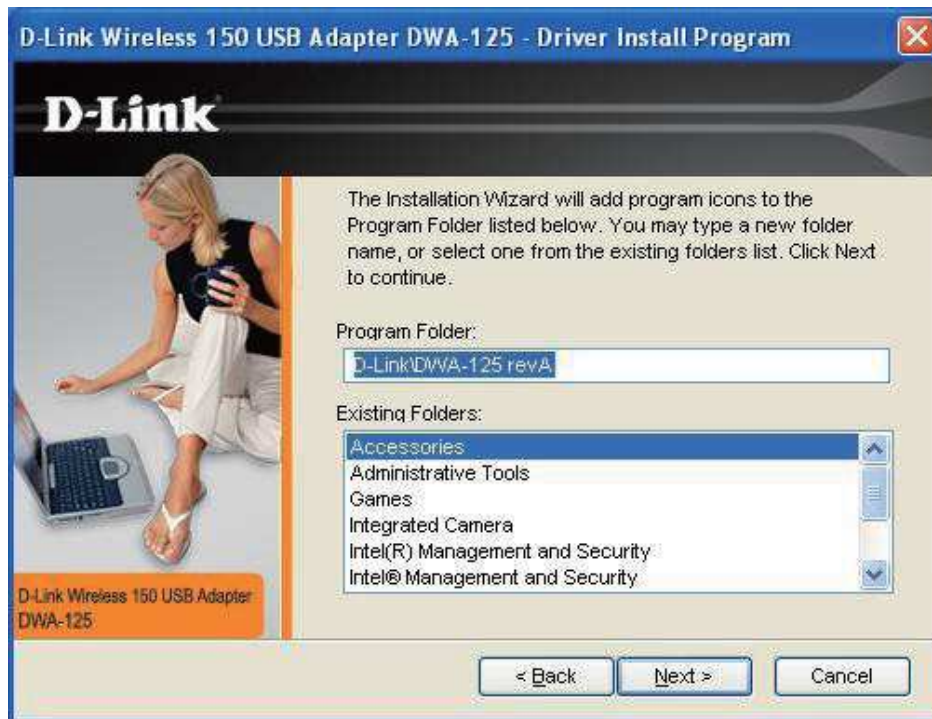 D-Link Wireless 150 USB Adapter DWA-125 - Driver Install Program
D-Link
The Installation Wizard will add program icons to the
Program Folder listed below. You may type a new folder
name, or select one from the existing folders list. Click Next
to continue.
Program Folder:
D-Link\DWA-125 revA
Existing Folders:
Accessories
Administrative Tools
Games
Integrated Camera
Intel(R) Management and Security
Intel® Management and Security
D-Link Wireless 150 USB Adapter
DWA-125
< Back
Next >
Cancel